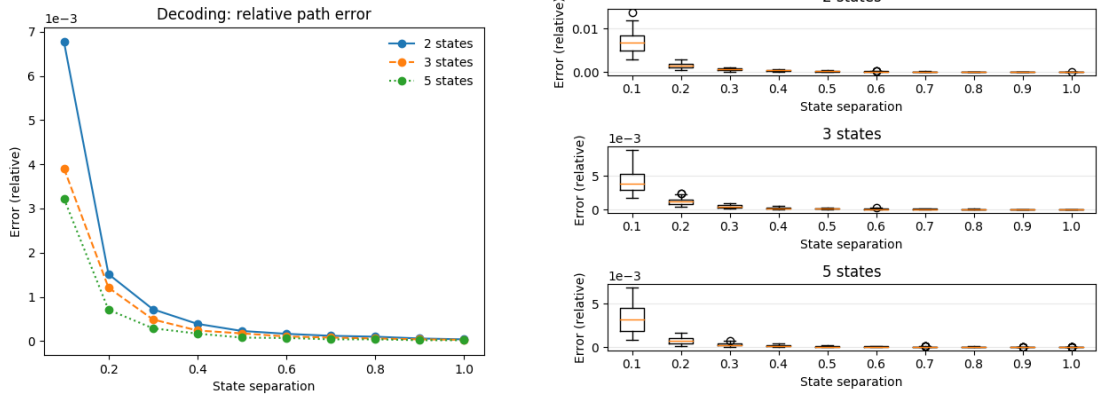 Decoding: relative path error
1e−3
7
6
5
4
3
2
1
0
Error (relative)
2 states
3 states
5 states
0.2 0.4 0.6 0.8 1.0
State separation
2 states
0.01
0.00
Error (relative)
0.1 0.2 0.3 0.4 0.5 0.6 0.7 0.8 0.9 1.0
State separation
3 states
1e−3
5
0
Error (relative)
0.1 0.2 0.3 0.4 0.5 0.6 0.7 0.8 0.9 1.0
State separation
5 states
1e−3
5
0
Error (relative)
0.1 0.2 0.3 0.4 0.5 0.6 0.7 0.8 0.9 1.0
State separation